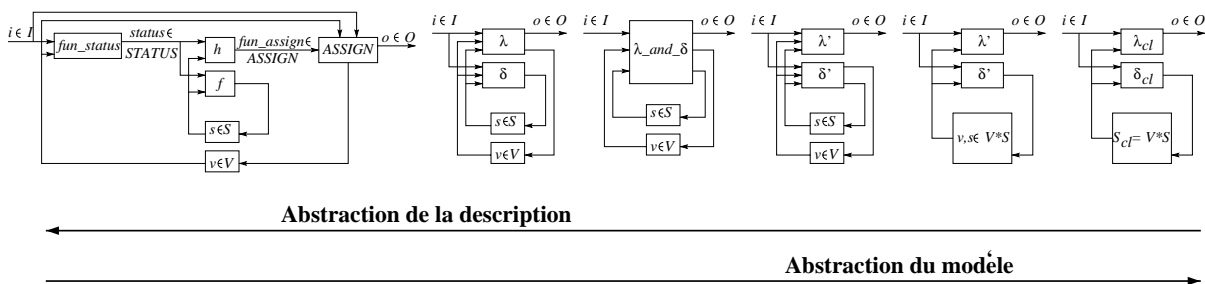 i ∈ I
fun_status
status ∈
STATUS
h
fun_assign ∈
ASSIGN
ASSIGN
o ∈ O
f
s∈S
v∈V
i ∈ I
o ∈ O
λ
δ
s∈S
v∈V
i ∈ I
o ∈ O
λ_and_δ
s∈S
v∈V
i ∈ I
o ∈ O
λ'
δ'
s∈S
v∈V
i ∈ I
o ∈ O
λ'
δ'
v,s∈ V*S
i ∈ I
o ∈ O
λcl
δcl
Scl= V*S
Abstraction de la description
Abstraction du modèle